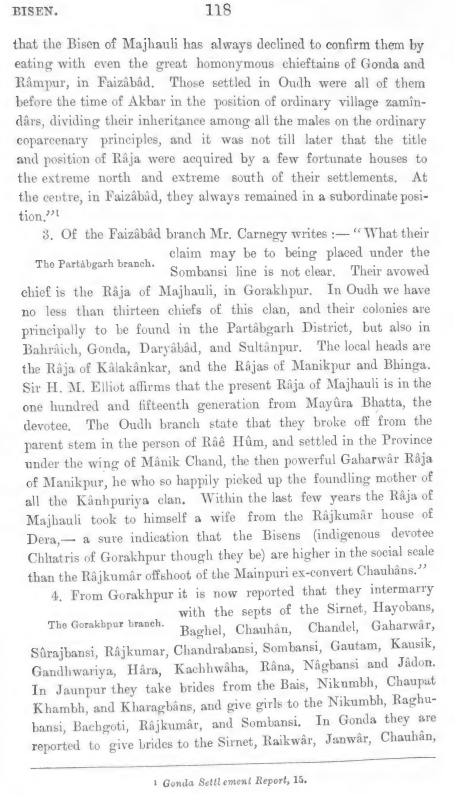 BISEN. 118
that the Bisen of Majhauli has always declined to confirm them by
eating with even the great homonymous chieftains of Gonda and
Râmpur, in Faizâbâd. Those settled in Oudh were all of them
before the time of Akbar in the position of ordinary village zamîn-
dârs, dividing their inheritance among all the males on the ordinary
coparcenary principles, and it was not till later that the title
and position of Râja were acquired by a few fortunate houses to
the extreme north and extreme south of their settlements. At
the centre, in Faizâbâd, they always remained in a subordinate posi-
tion."¹
3. Of the Faizâbâd branch Mr. Carnegy writes :— "What their
claim may be to being placed under the
The Partâbgarh branch.
Sombansi line is not clear. Their avowed
chief is the Râja of Majhauli, in Gorakhpur. In Oudh we have
no less than thirteen chiefs of this clan, and their colonies are
principally to be found in the Partâbgarh District, but also in
Bahrâich, Gonda, Daryâbâd, and Sultânpur. The local heads are
the Râja of Kâlakânkar, and the Râjas of Manikpur and Bhinga.
Sir H. M. Elliot affirms that the present Râja of Majhauli is in the
one hundred and fifteenth generation from Mayûra Bhatta, the
devotee. The Oudh branch state that they broke off from the
parent stem in the person of Râê Hûm, and settled in the Province
under the wing of Mânik Chand, the then powerful Gaharwâr Râja
of Manikpur, he who so happily picked up the foundling mother of
all the Kânhpuriya clan. Within the last few years the Râja of
Majhauli took to himself a wife from the Râjkumâr house of
Dera,— a sure indication that the Bisens (indigenous devotee
Chhatris of Gorakhpur though they be) are higher in the social scale
than the Râjkumâr offshoot of the Mainpuri ex-convert Chauhâns."
4. From Gorakhpur it is now reported that they intermarry
with the septs of the Sirnet, Hayobans,
The Gorakhpur branch.
Baghel, Chauhân, Chandel, Gaharwâr,
Sûrajbansi, Râjkumar, Chandrabansi, Sombansi, Gautam, Kausik,
Gandhwariya, Hâra, Kachhwâha, Râna, Nâgbansi and Jâdon.
In Jaunpur they take brides from the Bais, Nikumbh, Chaupat
Khambh, and Kharagbâns, and give girls to the Nikumbh, Raghu-
bansi, Bachgoti, Râjkumâr, and Sombansi. In Gonda they are
reported to give brides to the Sirnet, Raikwâr, Janwâr, Chauhân,
¹ Gonda Settlement Report, 15.